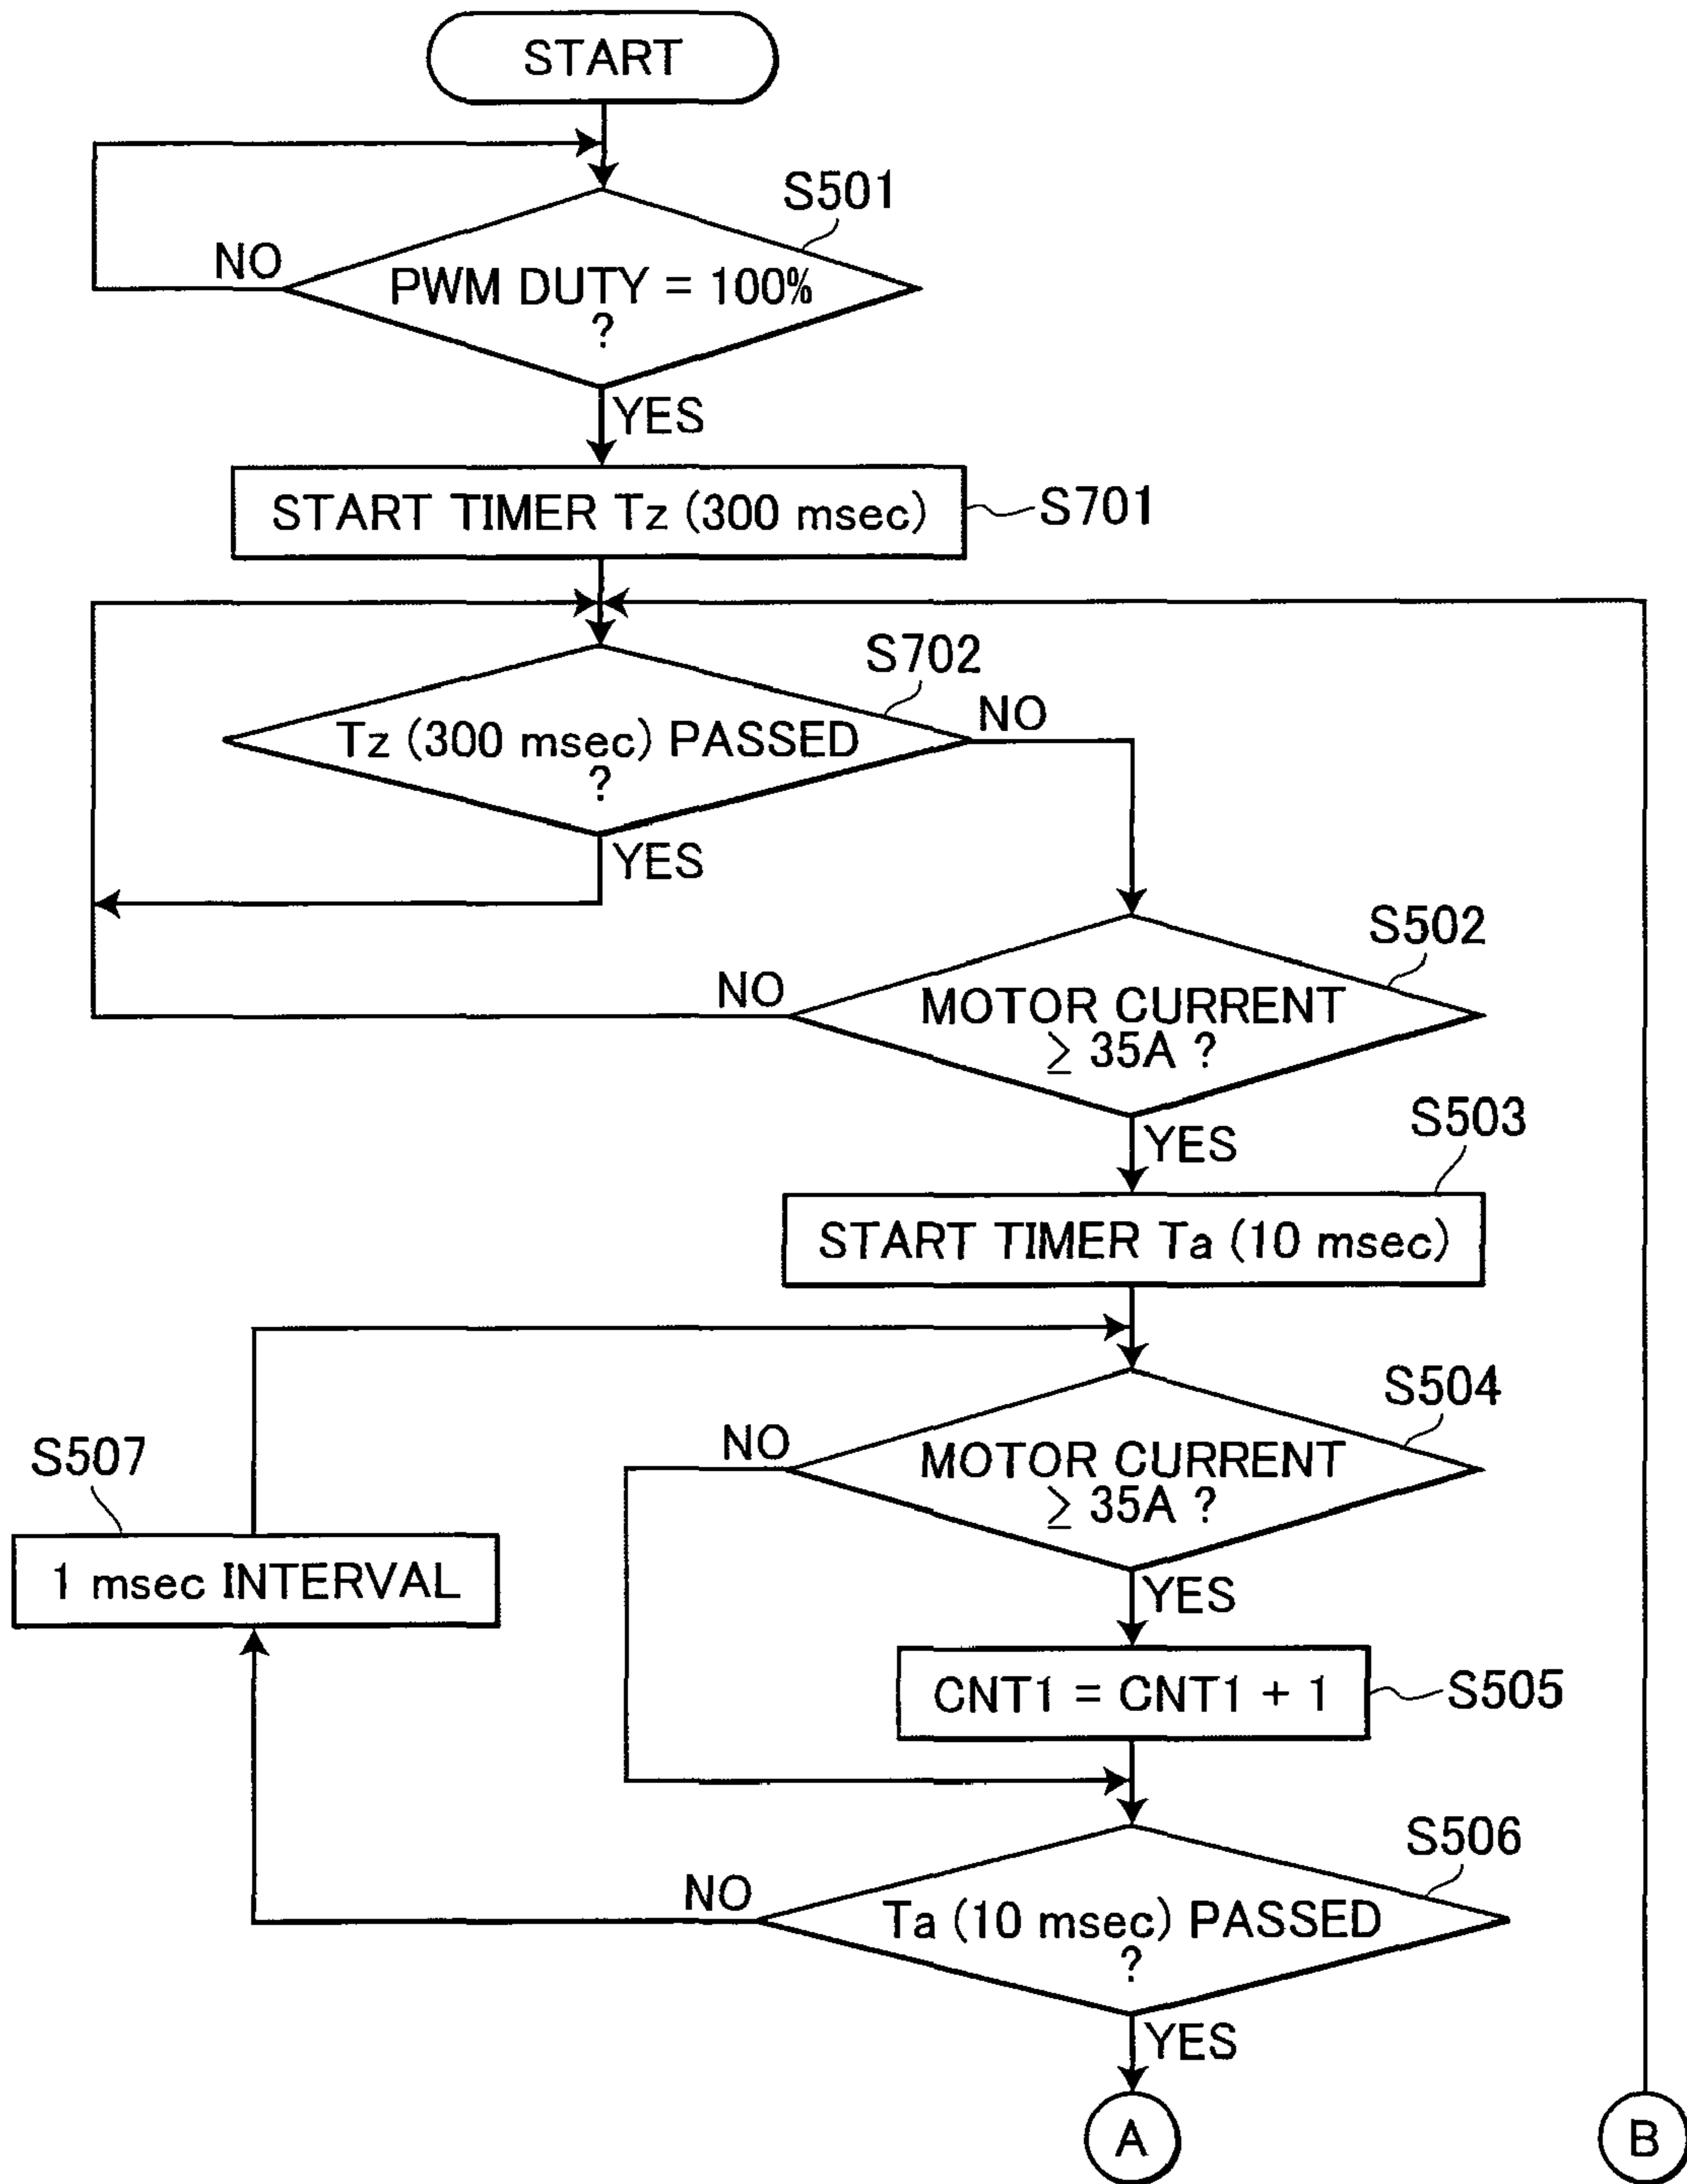 START
S501
NO
PWM DUTY = 100%
?
YES
START TIMER Tz (300 msec)
S701
S702
Tz (300 msec) PASSED
?
NO
YES
S502
NO
MOTOR CURRENT
≥ 35A ?
YES
S503
START TIMER Ta (10 msec)
S504
NO
MOTOR CURRENT
≥ 35A ?
S507
1 msec INTERVAL
YES
CNT1 = CNT1 + 1
S505
S506
NO
Ta (10 msec) PASSED
?
YES
A
B